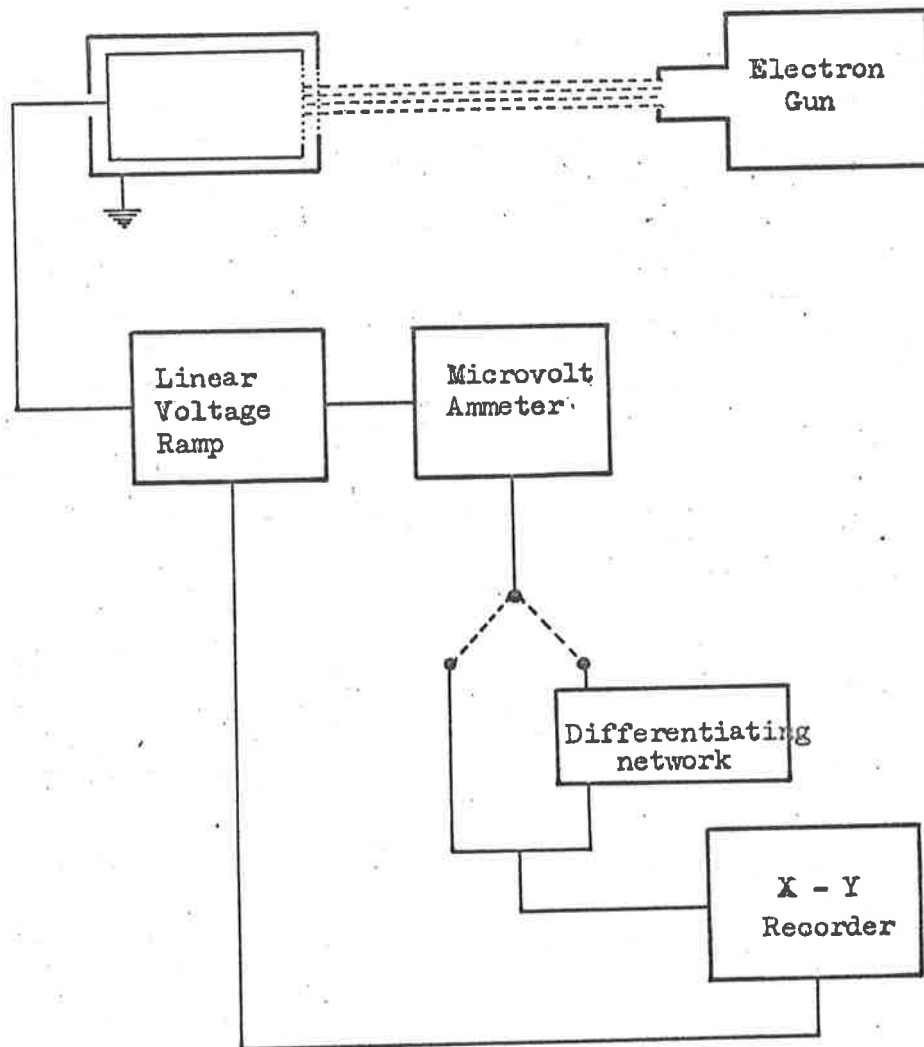 Electron
Gun
Linear
Voltage
Ramp
Microvolt
Ammeter
Differentiating
network
X - Y
Recorder